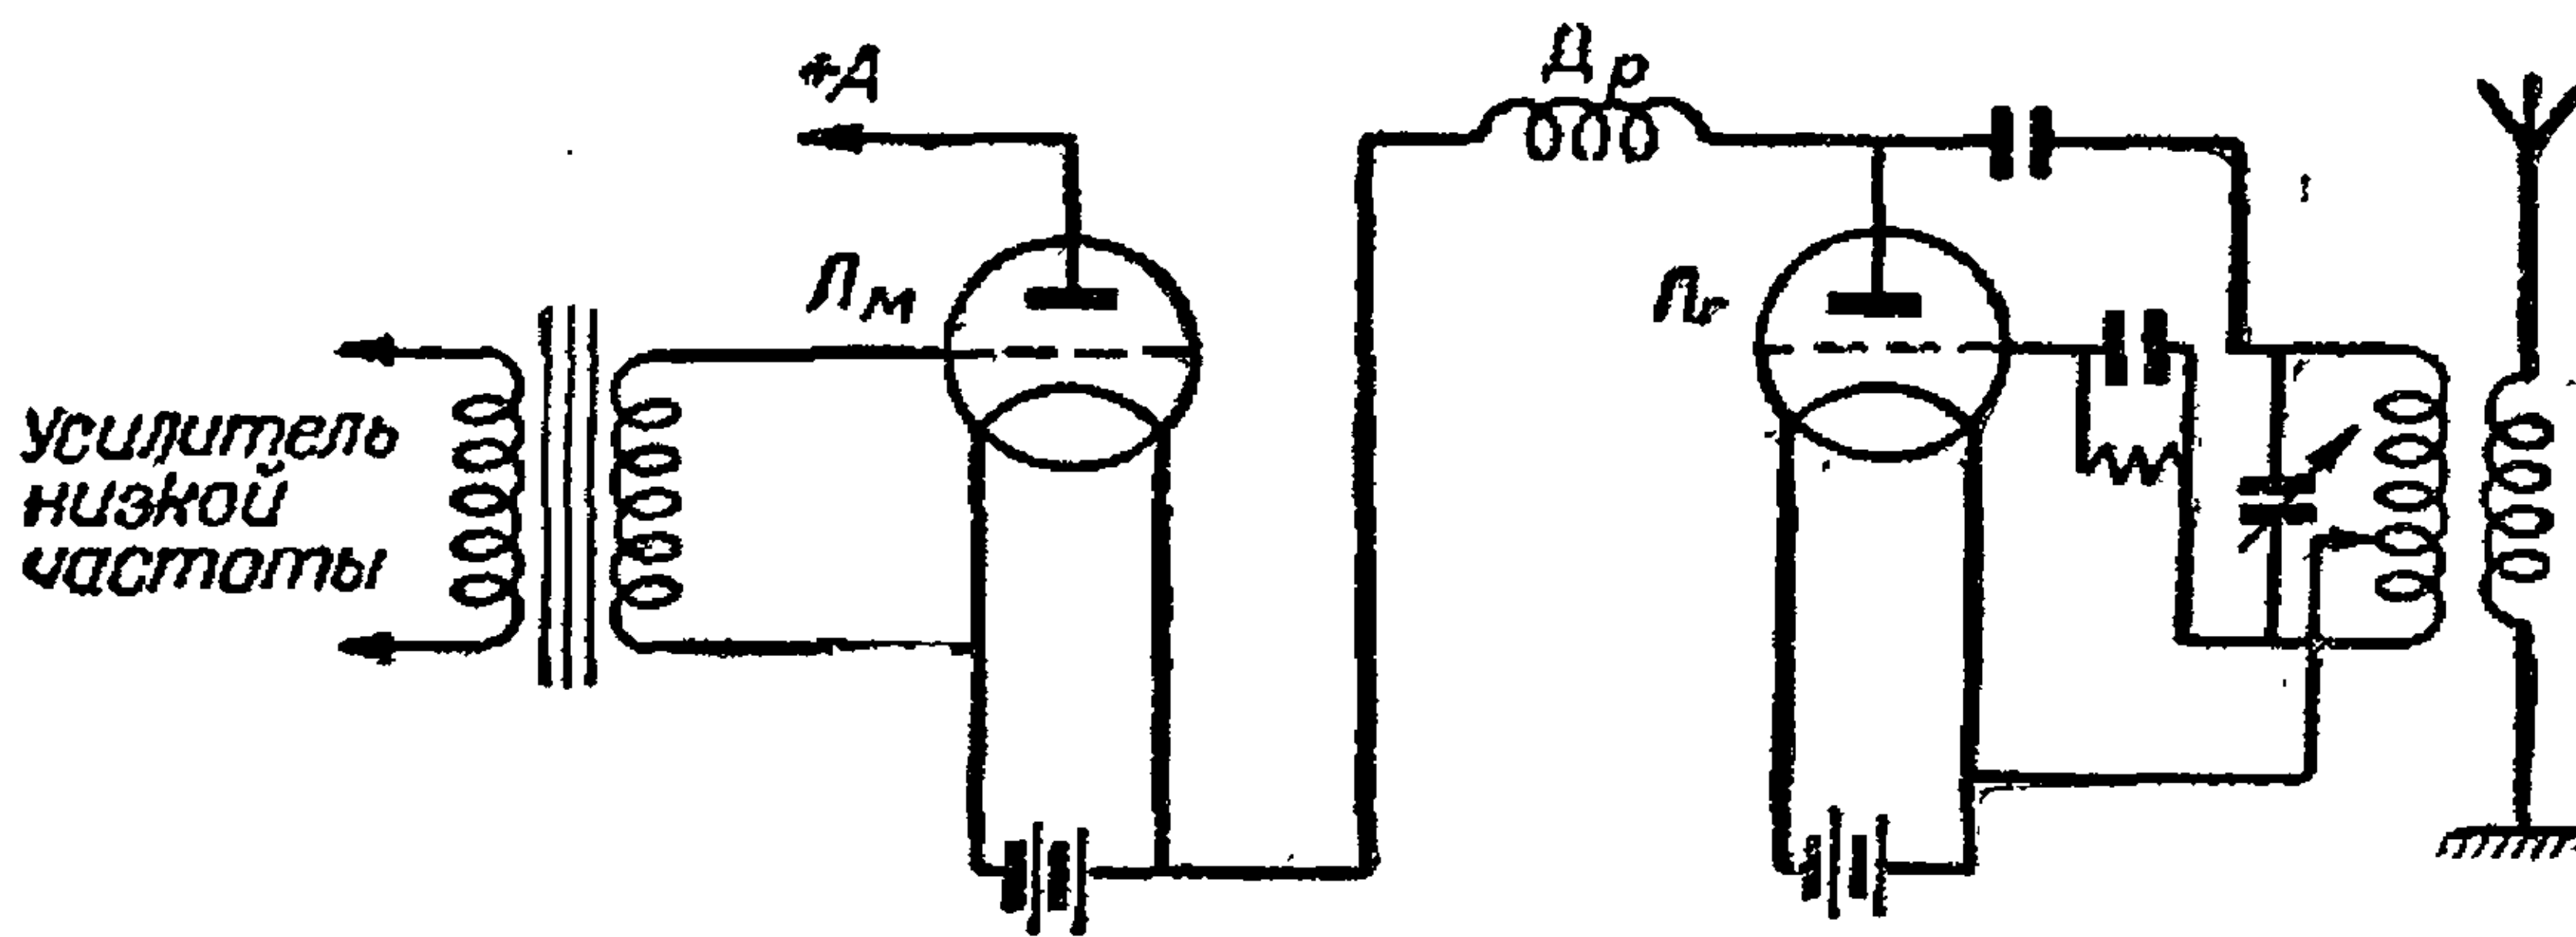 +А
Др
Лм
Лг
Усилитель
низкой
частоты